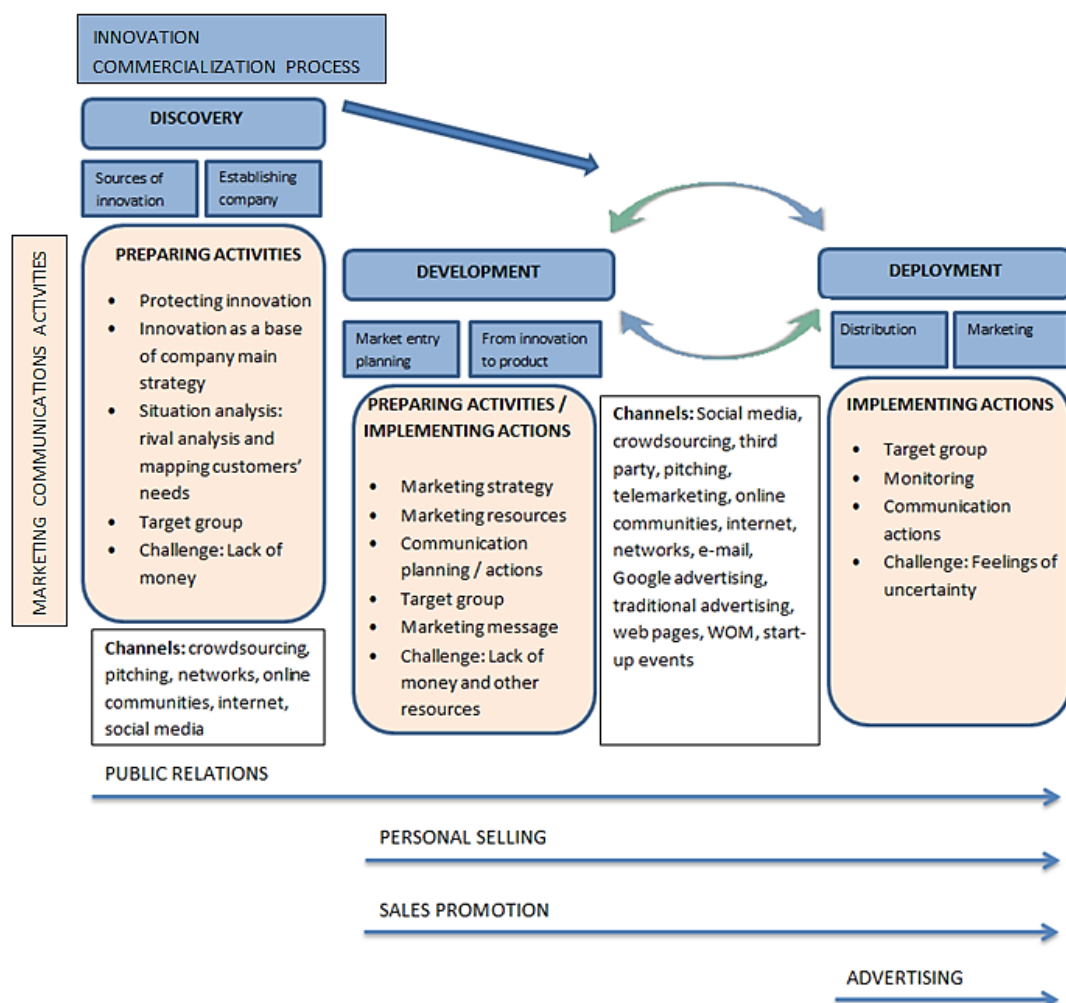 INNOVATION
COMMERCIALIZATION PROCESS
DISCOVERY
Sources of
innovation
Establishing
company
MARKETING COMMUNICATIONS ACTIVITIES
PREPARING ACTIVITIES
• Protecting innovation
• Innovation as a base
of company main
strategy
• Situation analysis:
rival analysis and
mapping customers’
needs
• Target group
• Challenge: Lack of
money
Channels: crowdsourcing,
pitching, networks, online
communities, internet,
social media
DEVELOPMENT
Market entry
planning
From innovation
to product
PREPARING ACTIVITIES /
IMPLEMENTING ACTIONS
• Marketing strategy
• Marketing resources
• Communication
planning / actions
• Target group
• Marketing message
• Challenge: Lack of
money and other
resources
Channels: Social media,
crowdsourcing, third
party, pitching,
telemarketing, online
communities, internet,
networks, e-mail,
Google advertising,
traditional advertising,
web pages, WOM, start-
up events
DEPLOYMENT
Distribution
Marketing
IMPLEMENTING ACTIONS
• Target group
• Monitoring
• Communication
actions
• Challenge: Feelings of
uncertainty
PUBLIC RELATIONS
PERSONAL SELLING
SALES PROMOTION
ADVERTISING